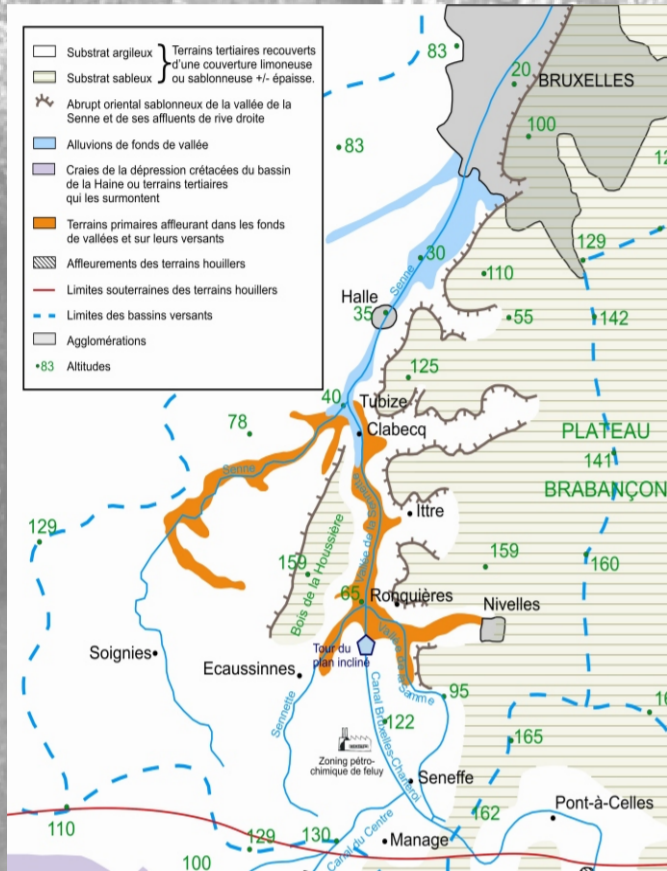 Substrat argileux
Substrat sableux
Terrains tertiaires recouverts
d'une couverture limoneuse
ou sablonneuse +/- épaisse.
Abrupt oriental sablonneux de la vallée de la
Senne et de ses affluents de rive droite
Alluvions de fonds de vallée
Craies de la dépression crétacées du bassin
de la Haine ou terrains tertiaires
qui les surmontent
Terrains primaires affleurant dans les fonds
de vallées et sur leurs versants
Affleurements des terrains houillers
Limites souterraines des terrains houillers
Limites des bassins versants
Agglomérations
83 Altitudes
83
20
BRUXELLES
100
83
129
30
Senne
110
Halle
35
55
142
125
40
Tubize
78
Clabecq
PLATEAU
141
Senne
BRABANÇON
Vallée de la Sennette
129
Ittre
Bois de la Houssière
159
159
160
65
Ronquières
Nivelles
Vallée de la Samme
Soignies
Tour du
plan incliné
Ecaussinnes
Sennette
95
Canal Bruxelles-Charleroi
122
165
Zoning pétro-
chimique de feluy
Seneffe
110
162
Pont-à-Celles
129
130
Canal du Centre
Manage
100